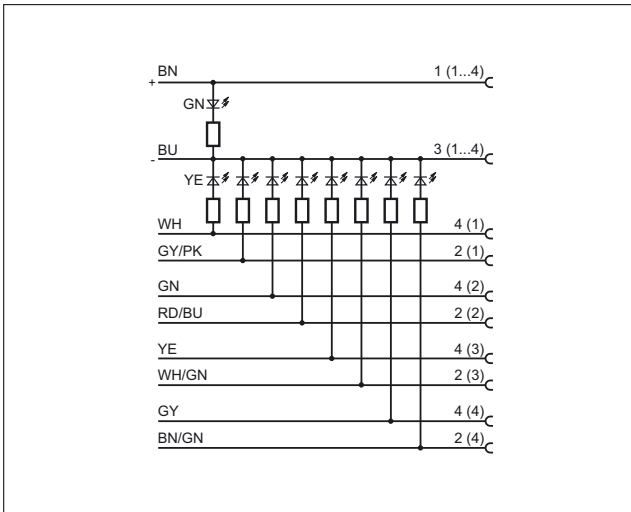 BN 1 (1...4)
+
GN
BU 3 (1...4)
-
YE
WH 4 (1)
GY/PK 2 (1)
GN 4 (2)
RD/BU 2 (2)
YE 4 (3)
WH/GN 2 (3)
GY 4 (4)
BN/GN 2 (4)